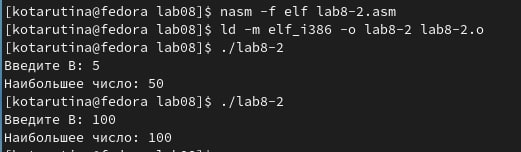 [kotarutina@fedora lab08]$ nasm -f elf lab8-2.asm
[kotarutina@fedora lab08]$ ld -m elf_i386 -o lab8-2 lab8-2.o
[kotarutina@fedora lab08]$ ./lab8-2
Введите B: 5
Наибольшее число: 50
[kotarutina@fedora lab08]$ ./lab8-2
Введите B: 100
Наибольшее число: 100